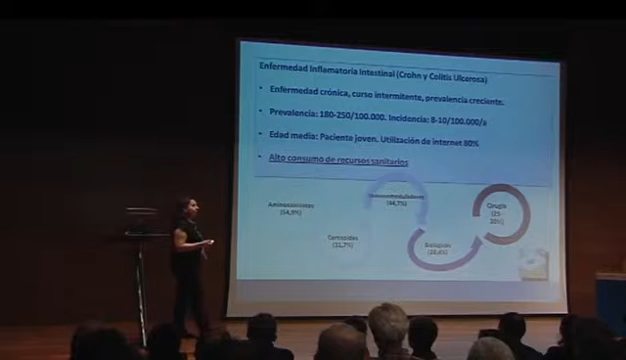 Enfermedad Inflamatoria Intestinal (Crohn y Colitis Ulcerosa)
• Enfermedad crónica, curso intermitente, prevalencia creciente.
• Prevalencia: 180-250/100.000. Incidencia: 8-10/100.000/a
• Edad media: Paciente joven. Utilización de internet 80%
• Alto consumo de recursos sanitarios
Inmunomoduladores
(44,7%)
Aminosalicilatos
(54,9%)
Cirugía
(25-
Corticoides
Biológicos